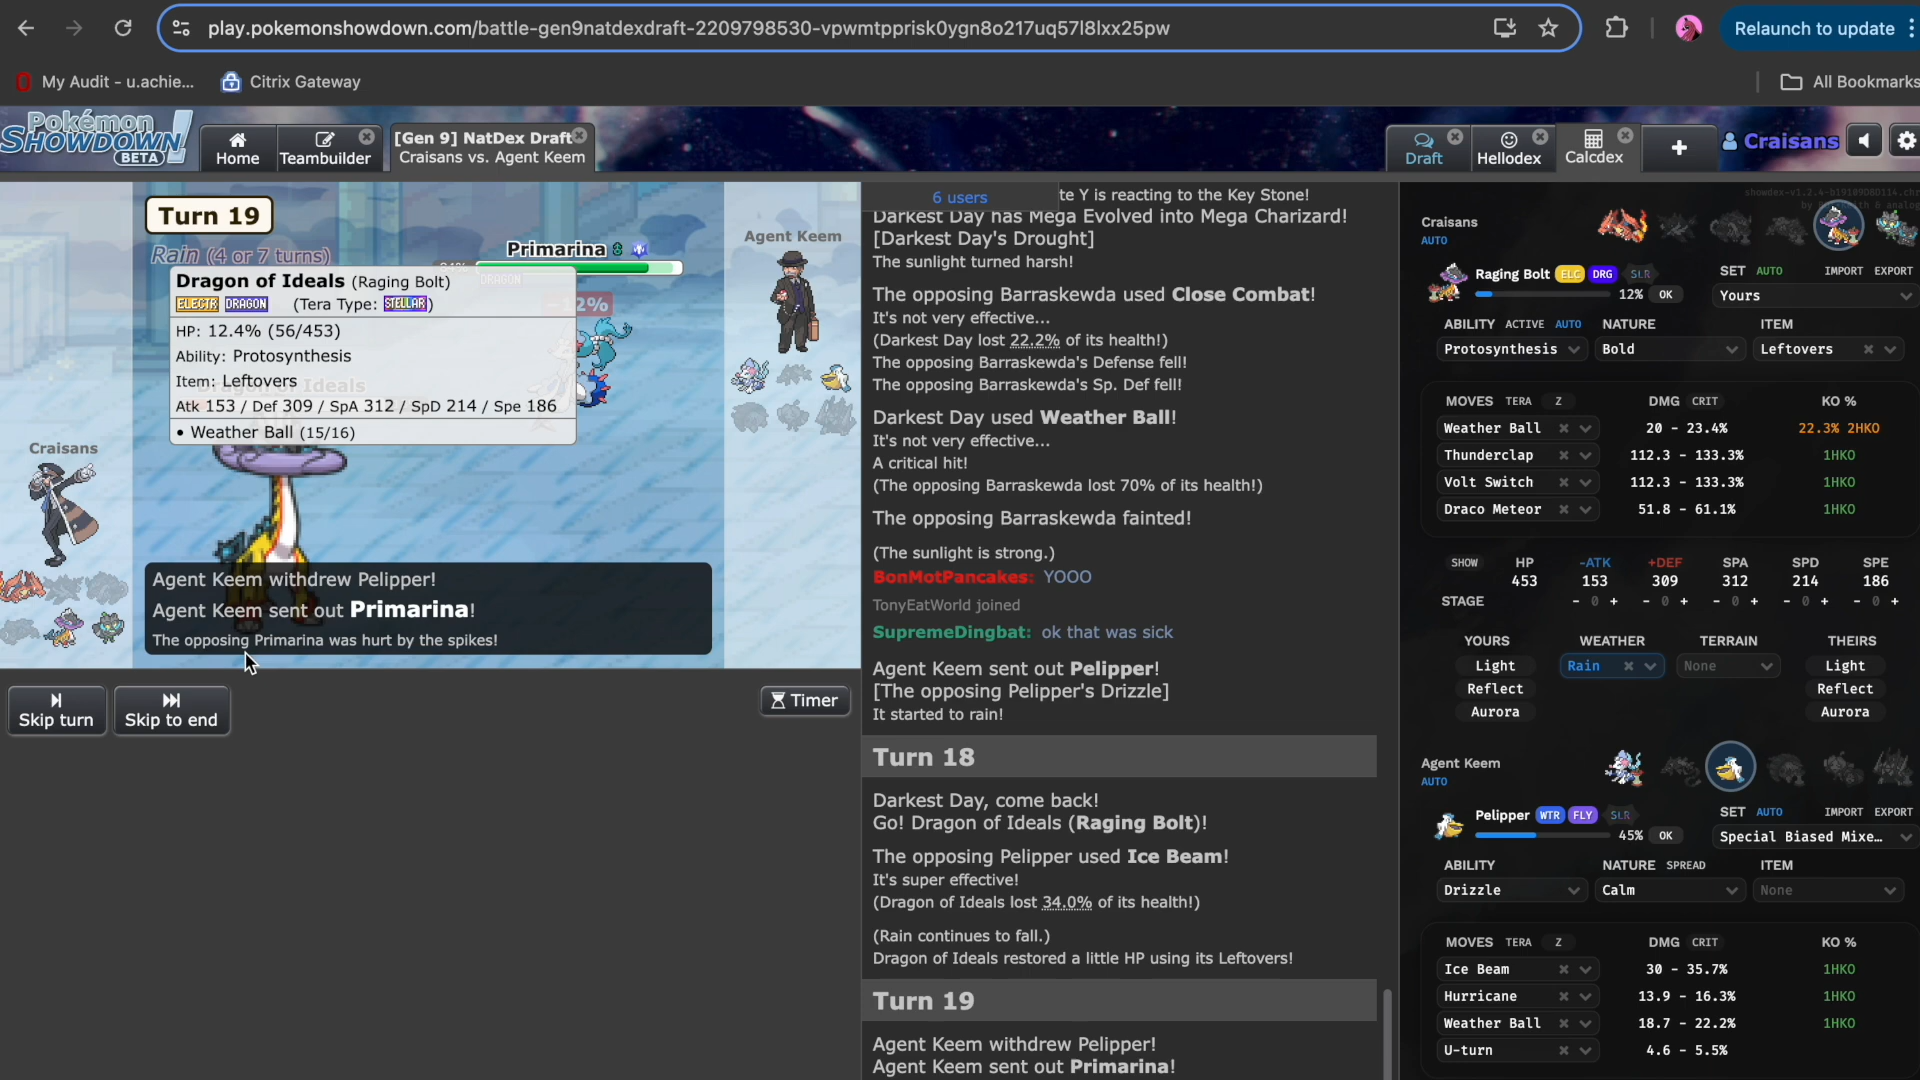 play.pokemonshowdown.com/battle-gen9natdexdraft-2209798530-vpwmtpprisk0ygn8o217uq57l8lxx25pw
Relaunch to update
My Audit - u.achie...
Citrix Gateway
All Bookmarks
Pokémon
SHOWDOWN!
BETA
Home
Teambuilder
[Gen 9] NatDex Draft
Craisans vs. Agent Keem
Draft
Hellodex
Calcdex
Craisans
Turn 19
Rain (4 or 7 turns)
Primarina
Agent Keem
Dragon of Ideals (Raging Bolt)
ELECTR DRAGON (Tera Type: STELLAR)
HP: 12.4% (56/453)
Ability: Protosynthesis
Item: Leftovers
Atk 153 / Def 309 / SpA 312 / SpD 214 / Spe 186
• Weather Ball (15/16)
Craisans
Agent Keem withdrew Pelipper!
Agent Keem sent out Primarina!
The opposing Primarina was hurt by the spikes!
Skip turn
Skip to end
Timer
6 users
te Y is reacting to the Key Stone!
Darkest Day has Mega Evolved into Mega Charizard!
[Darkest Day's Drought]
The sunlight turned harsh!
The opposing Barraskewda used Close Combat!
It's not very effective...
(Darkest Day lost 22.2% of its health!)
The opposing Barraskewda's Defense fell!
The opposing Barraskewda's Sp. Def fell!
Darkest Day used Weather Ball!
It's not very effective...
A critical hit!
(The opposing Barraskewda lost 70% of its health!)
The opposing Barraskewda fainted!
(The sunlight is strong.)
BonMotPancakes: YOOO
TonyEatWorld joined
SupremeDingbat: ok that was sick
Agent Keem sent out Pelipper!
[The opposing Pelipper's Drizzle]
It started to rain!
Turn 18
Darkest Day, come back!
Go! Dragon of Ideals (Raging Bolt)!
The opposing Pelipper used Ice Beam!
It's super effective!
(Dragon of Ideals lost 34.0% of its health!)
(Rain continues to fall.)
Dragon of Ideals restored a little HP using its Leftovers!
Turn 19
Agent Keem withdrew Pelipper!
Agent Keem sent out Primarina!
Craisans
AUTO
Raging Bolt ELC DRG SLR
12% OK
SET AUTO IMPORT EXPORT
Yours
ABILITY ACTIVE AUTO NATURE ITEM
Protosynthesis Bold Leftovers
MOVES TERA Z DMG CRIT KO %
Weather Ball 20 - 23.4% 22.3% 2HKO
Thunderclap 112.3 - 133.3% 1HKO
Volt Switch 112.3 - 133.3% 1HKO
Draco Meteor 51.8 - 61.1% 1HKO
SHOW HP -ATK +DEF SPA SPD SPE
453 153 309 312 214 186
STAGE - 0 + - 0 + - 0 + - 0 + - 0 +
YOURS WEATHER TERRAIN THEIRS
Light Rain None Light
Reflect Reflect
Aurora Aurora
Agent Keem
AUTO
Pelipper WTR FLY SLR
45% OK
SET AUTO IMPORT EXPORT
Special Biased Mixe...
ABILITY NATURE SPREAD ITEM
Drizzle Calm None
MOVES TERA Z DMG CRIT KO %
Ice Beam 30 - 35.7% 1HKO
Hurricane 13.9 - 16.3% 1HKO
Weather Ball 18.7 - 22.2% 1HKO
U-turn 4.6 - 5.5%